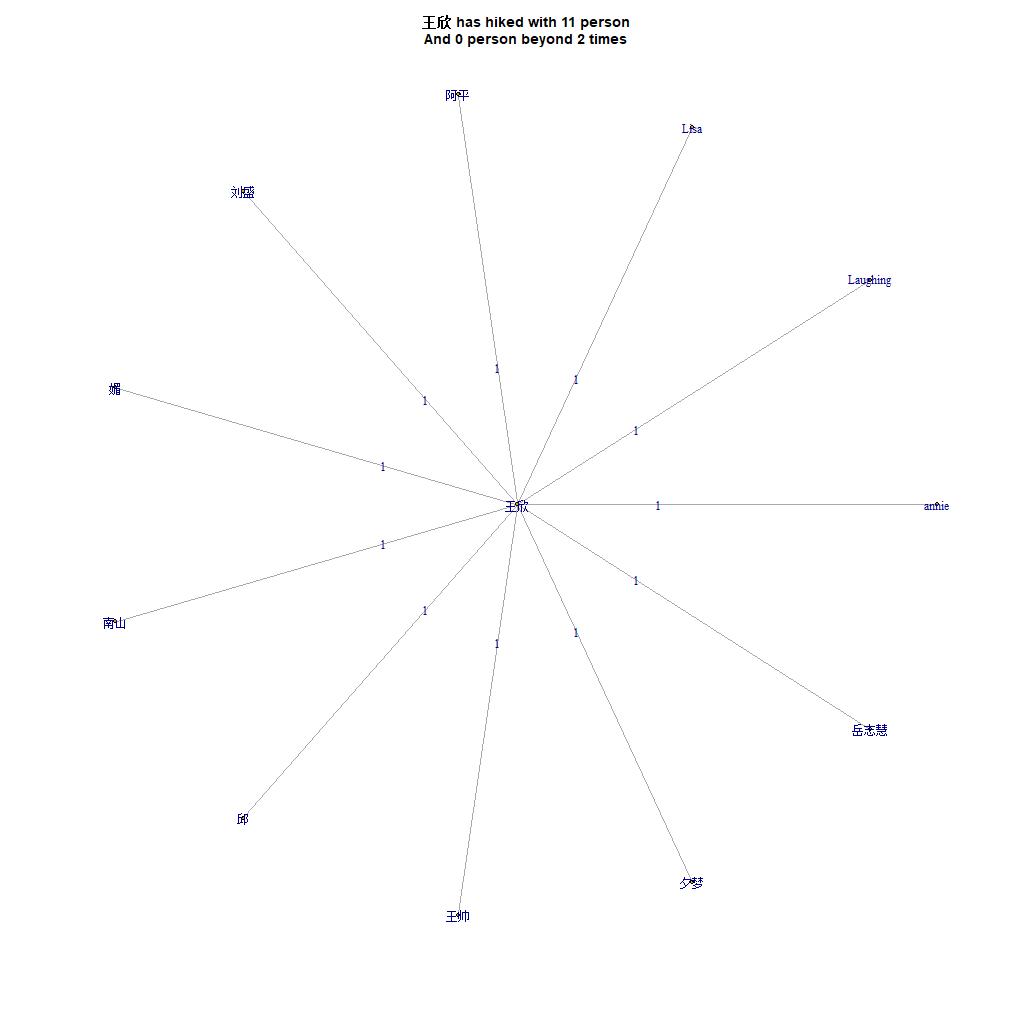 王欣 has hiked with 11 person
And 0 person beyond 2 times
阿平
Lisa
刘盛
Laughing
1
1
媚
1
1
1
1
王欣
annie
1
1
1
南山
1
1
1
岳志慧
邱
夕梦
王帅